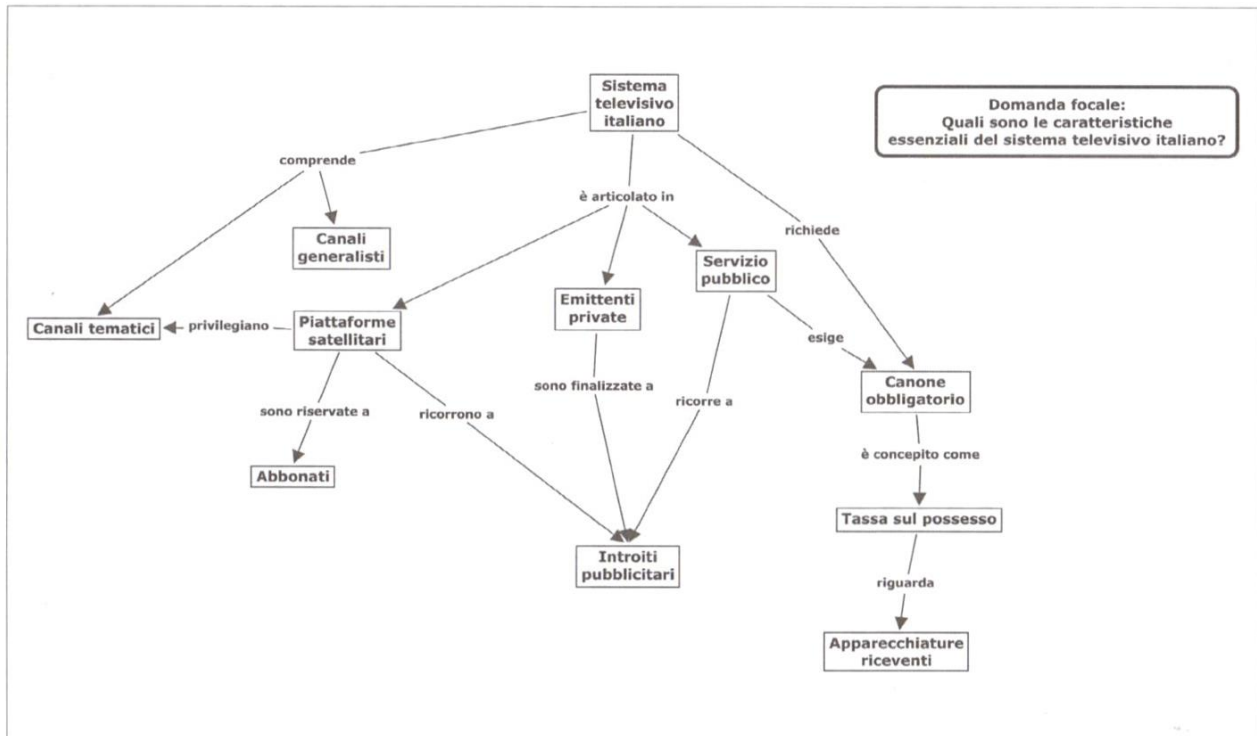 Sistema
televisivo
italiano
Domanda focale:
Quali sono le caratteristiche
essenziali del sistema televisivo italiano?
comprende
è articolato in
richiede
Canali
generalisti
Servizio
pubblico
Emittenti
private
Canali tematici
privilegiano
Piattaforme
satellitari
esige
Canone
obbligatorio
sono finalizzate a
ricorre a
sono riservate a
ricorrono a
è concepito come
Abbonati
Tassa sul possesso
Introiti
pubblicitari
riguarda
Apparecchiature
riceventi